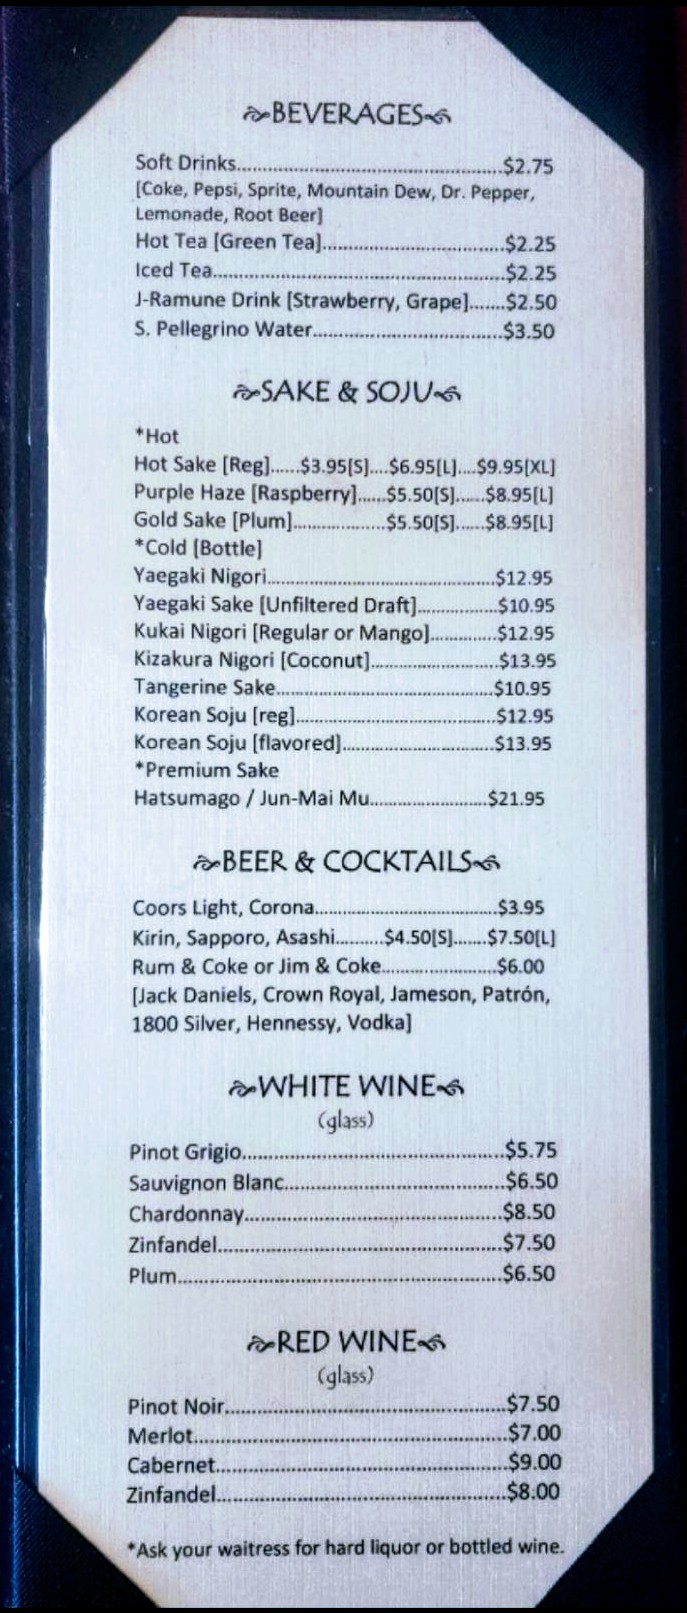 BEVERAGES
Soft Drinks......................................................$2.75
[Coke, Pepsi, Sprite, Mountain Dew, Dr. Pepper,
Lemonade, Root Beer]
Hot Tea [Green Tea].....................................$2.25
Iced Tea...........................................................$2.25
J-Ramune Drink [Strawberry, Grape].......$2.50
S. Pellegrino Water.......................................$3.50
SAKE & SOJU
*Hot
Hot Sake [Reg]......$3.95[S]....$6.95[L]....$9.95[XL]
Purple Haze [Raspberry]......$5.50[S]......$8.95[L]
Gold Sake [Plum]...................$5.50[S]......$8.95[L]
*Cold [Bottle]
Yaegaki Nigori..............................................$12.95
Yaegaki Sake [Unfiltered Draft]................$10.95
Kukai Nigori [Regular or Mango].............$12.95
Kizakura Nigori [Coconut].........................$13.95
Tangerine Sake............................................$10.95
Korean Soju [reg]........................................$12.95
Korean Soju [flavored]...............................$13.95
*Premium Sake
Hatsumago / Jun-Mai Mu........................$21.95
BEER & COCKTAILS
Coors Light, Corona.....................................$3.95
Kirin, Sapporo, Asashi..........$4.50[S].......$7.50[L]
Rum & Coke or Jim & Coke.......................$6.00
[Jack Daniels, Crown Royal, Jameson, Patrón,
1800 Silver, Hennessy, Vodka]
WHITE WINE
(glass)
Pinot Grigio.....................................................$5.75
Sauvignon Blanc............................................$6.50
Chardonnay....................................................$8.50
Zinfandel.........................................................$7.50
Plum.................................................................$6.50
RED WINE
(glass)
Pinot Noir........................................................$7.50
Merlot...............................................................$7.00
Cabernet..........................................................$9.00
Zinfandel..........................................................$8.00
*Ask your waitress for hard liquor or bottled wine.